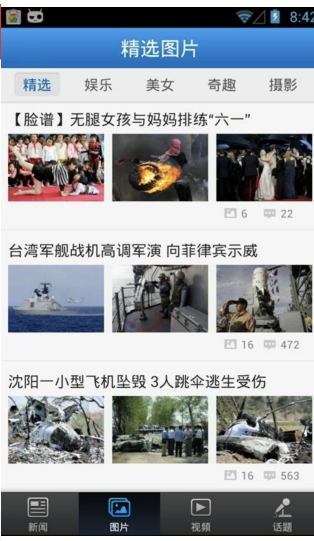 8:42
精选图片
精选 娱乐 美女 奇趣 摄影
【脸谱】无腿女孩与妈妈排练“六一”
6 22
台湾军舰战机高调军演 向菲律宾示威
16 472
沈阳一小型飞机坠毁 3人跳伞逃生受伤
16 563
新闻 图片 视频 话题